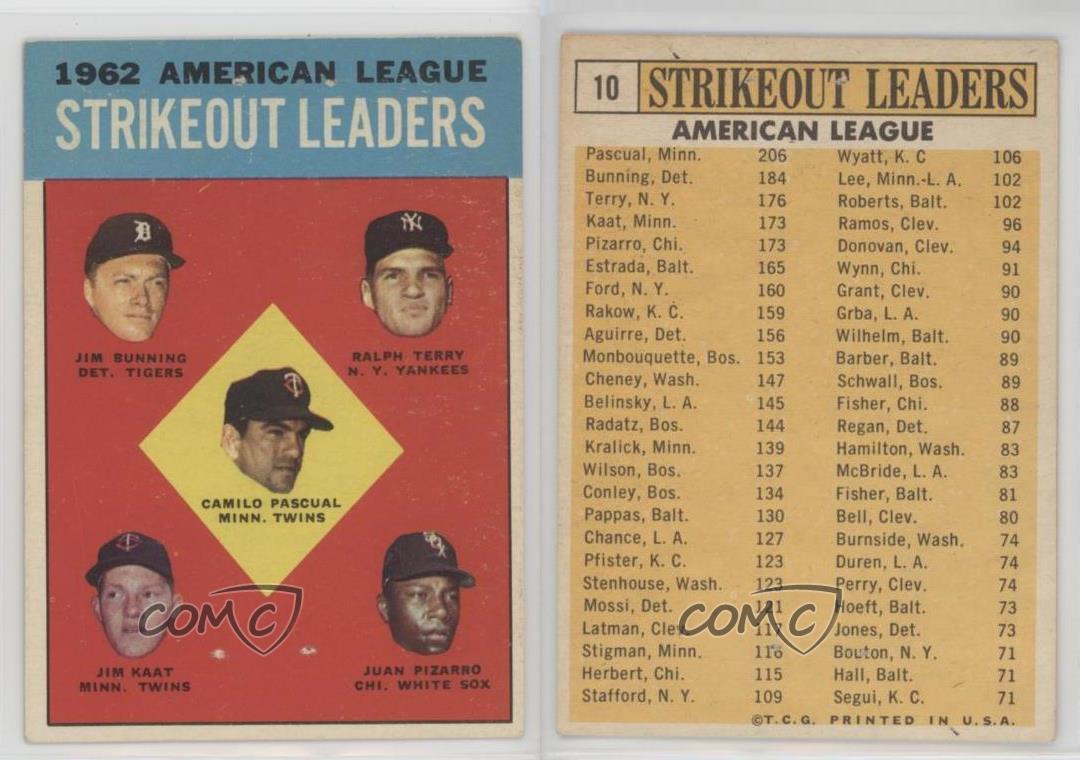 1962 AMERICAN LEAGUE
STRIKEOUT LEADERS
JIM BUNNING
DET. TIGERS
RALPH TERRY
N. Y. YANKEES
CAMILO PASCUAL
MINN. TWINS
JIM KAAT
MINN. TWINS
JUAN PIZARRO
CHI. WHITE SOX
COMC
10 STRIKEOUT LEADERS
AMERICAN LEAGUE
Pascual, Minn. 206
Bunning, Det. 184
Terry, N. Y. 176
Kaat, Minn. 173
Pizarro, Chi. 173
Estrada, Balt. 165
Ford, N. Y. 160
Rakow, K. C. 159
Aguirre, Det. 156
Monbouquette, Bos. 153
Cheney, Wash. 147
Belinsky, L. A. 145
Radatz, Bos. 144
Kralick, Minn. 139
Wilson, Bos. 137
Conley, Bos. 134
Pappas, Balt. 130
Chance, L. A. 127
Pfister, K. C. 123
Stenhouse, Wash. 123
Mossi, Det. 121
Latman, Clev. 117
Stigman, Minn. 116
Herbert, Chi. 115
Stafford, N. Y. 109
Wyatt, K. C 106
Lee, Minn.-L. A. 102
Roberts, Balt. 102
Ramos, Clev. 96
Donovan, Clev. 94
Wynn, Chi. 91
Grant, Clev. 90
Grba, L. A. 90
Wilhelm, Balt. 90
Barber, Balt. 89
Schwall, Bos. 89
Fisher, Chi. 88
Regan, Det. 87
Hamilton, Wash. 83
McBride, L. A. 83
Fisher, Balt. 81
Bell, Clev. 80
Burnside, Wash. 74
Duren, L. A. 74
Perry, Clev. 74
Hoeft, Balt. 73
Jones, Det. 73
Bouton, N. Y. 71
Hall, Balt. 71
Segui, K. C. 71
COMC
©T.C.G. PRINTED IN U.S.A.